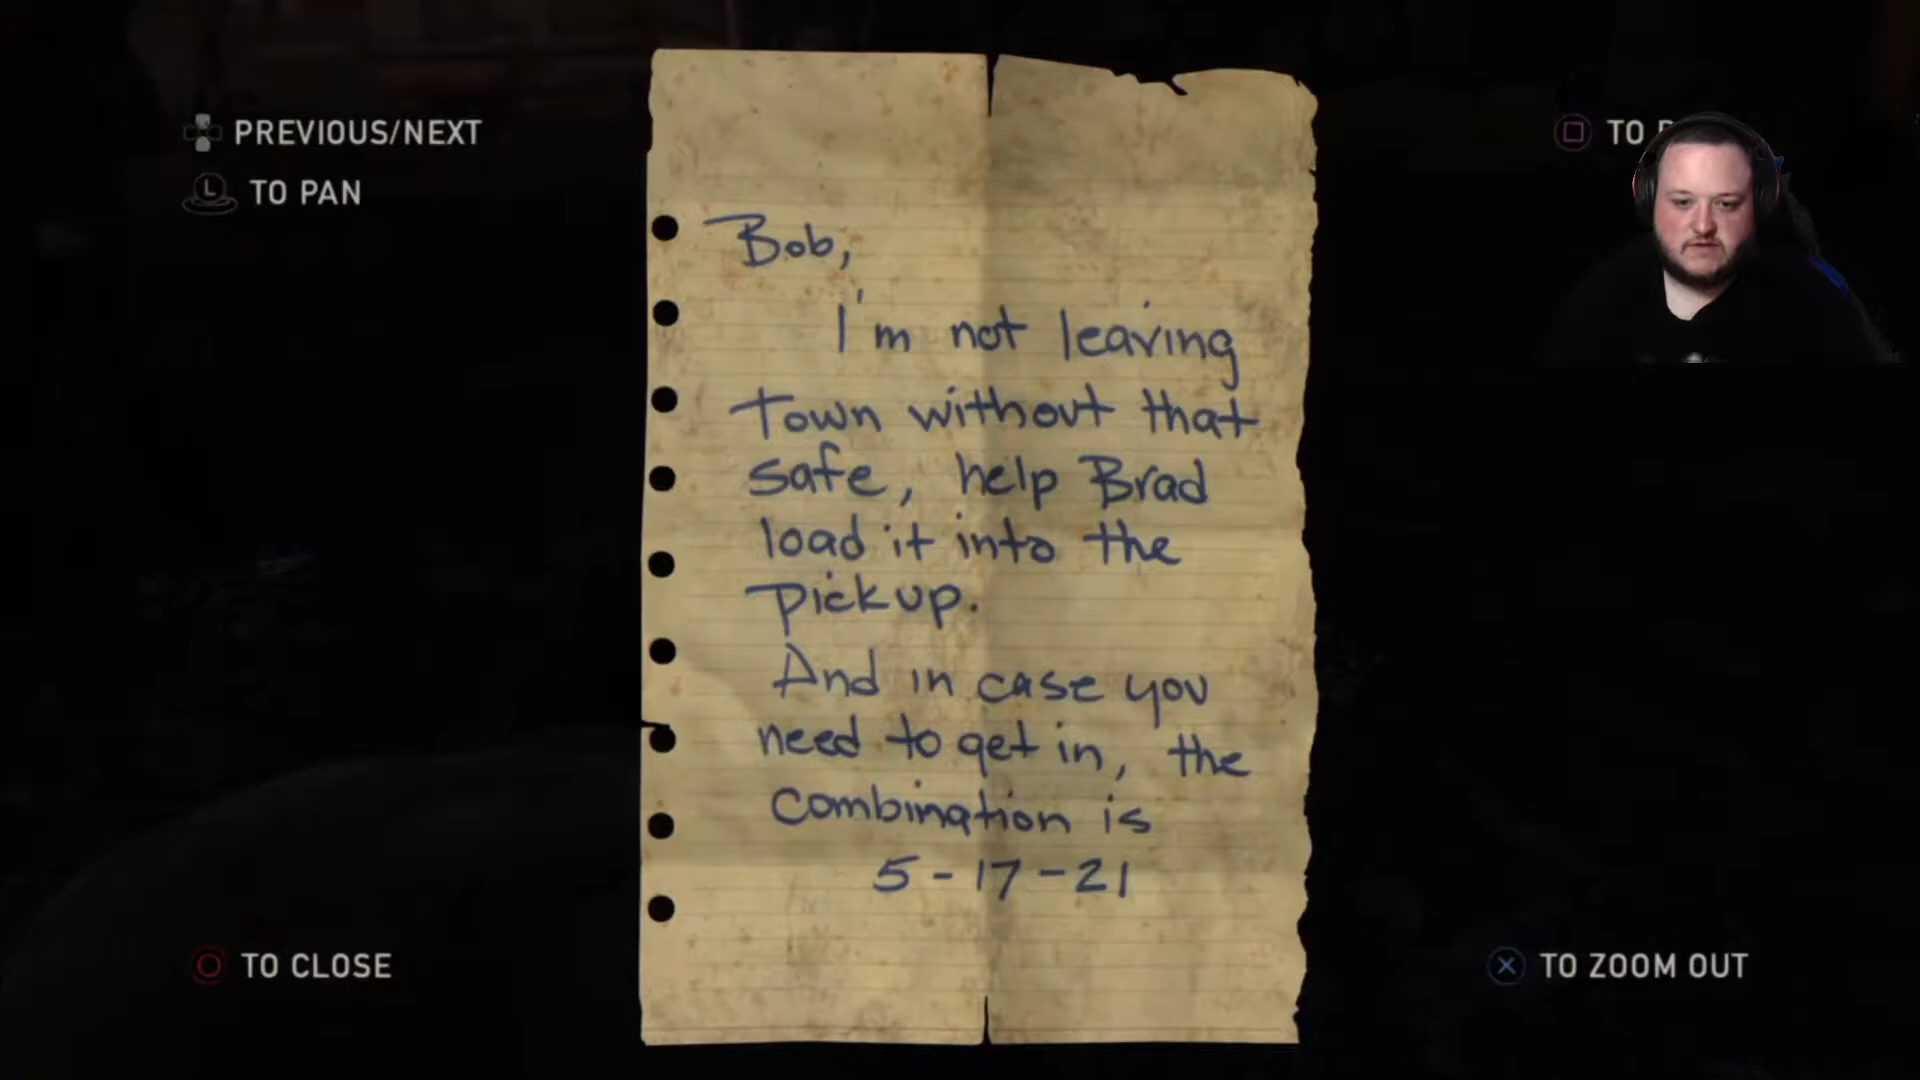 PREVIOUS/NEXT
L TO PAN
TO
Bob,
I'm not leaving
Town without that
safe, help Brad
load it into the
pickup.
And in case you
need to get in, the
combination is
5-17-21
TO CLOSE
TO ZOOM OUT